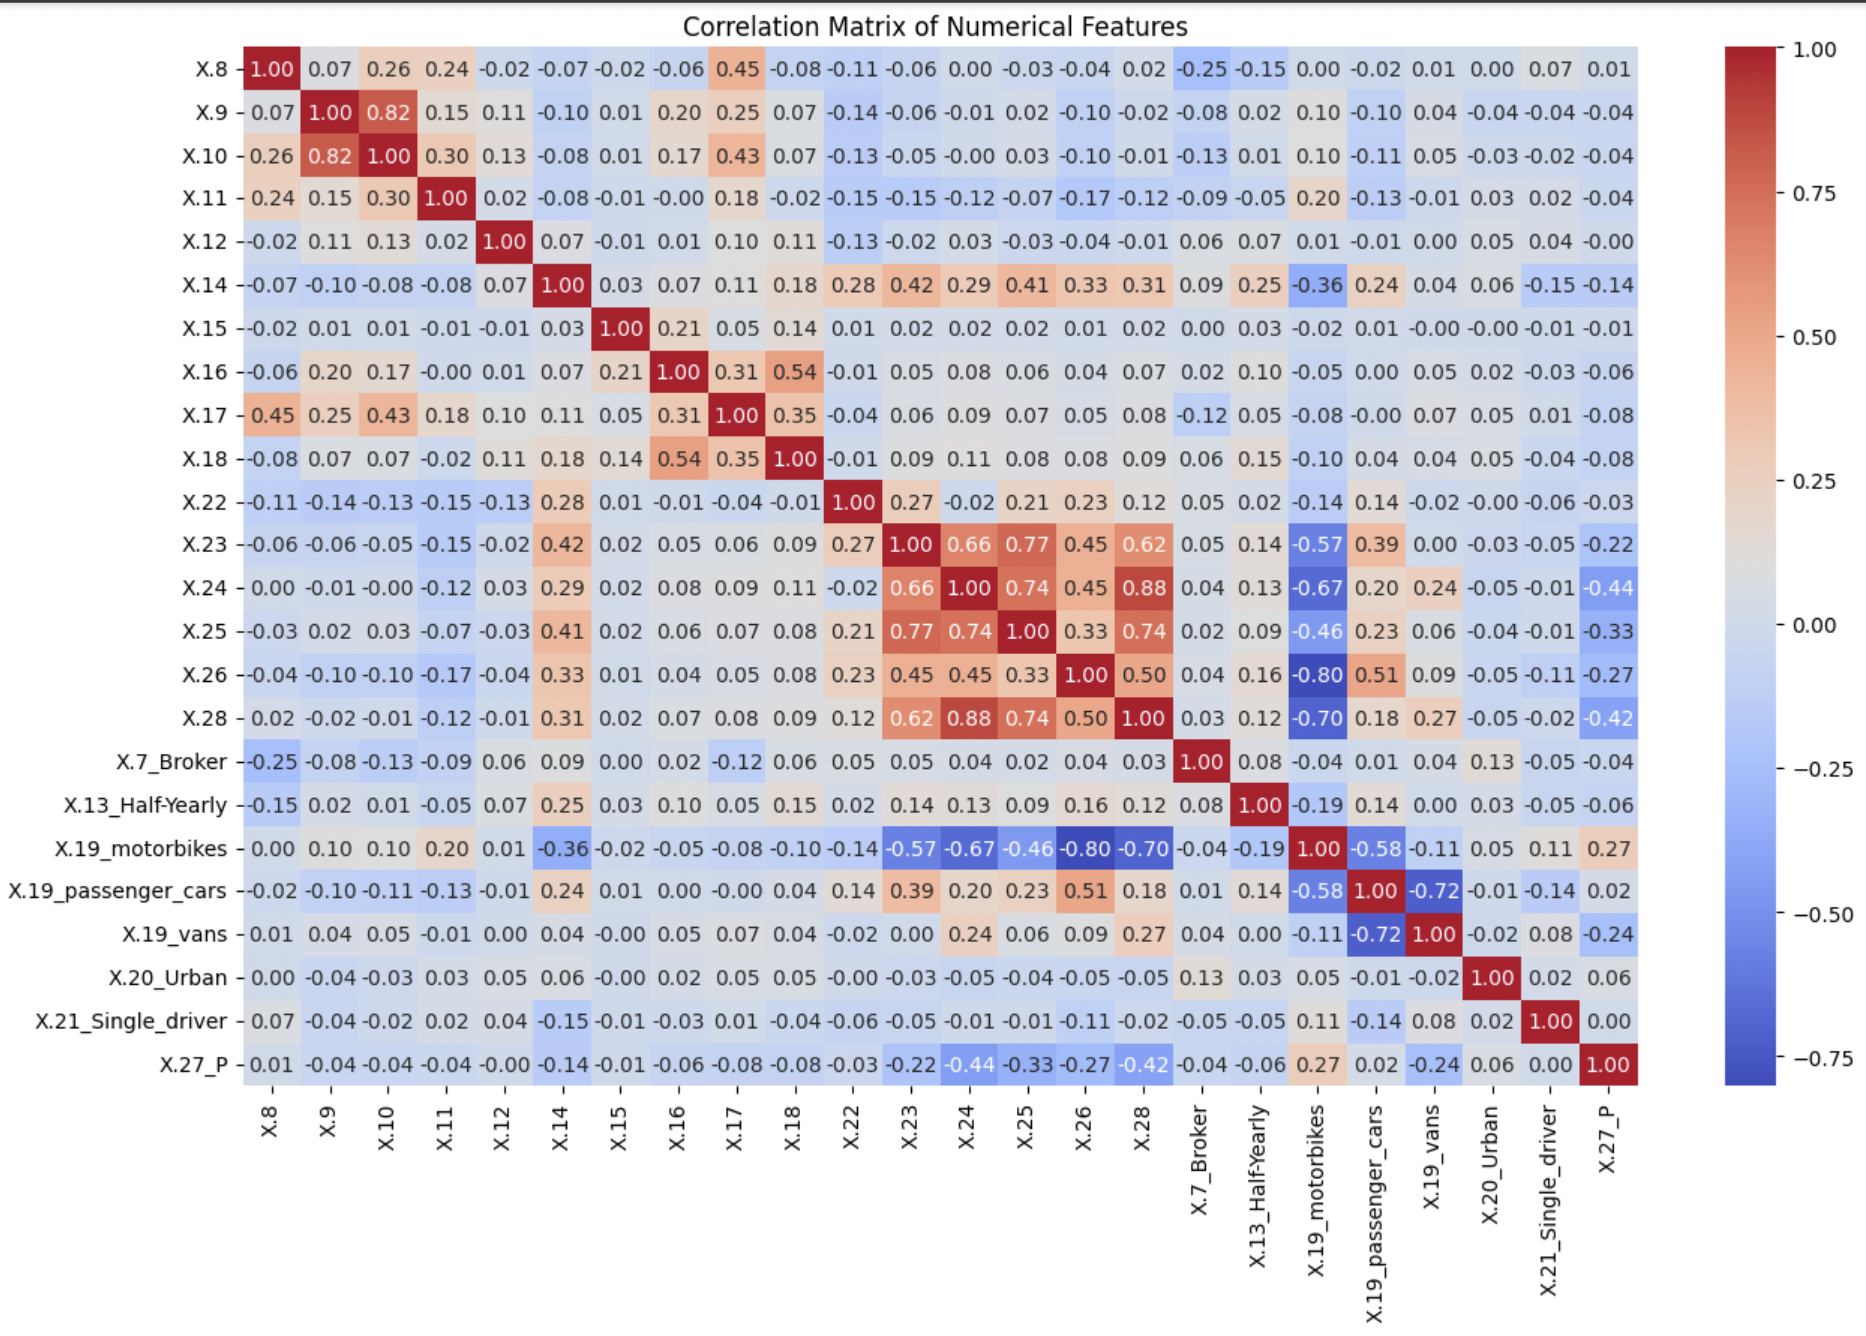 Correlation Matrix of Numerical Features
X.8 1.00 0.07 0.26 0.24 -0.02 -0.07 -0.02 -0.06 0.45 -0.08 -0.11 -0.06 0.00 -0.03 -0.04 0.02 -0.25 -0.15 0.00 -0.02 0.01 0.00 0.07 0.01
X.9 0.07 1.00 0.82 0.15 0.11 -0.10 0.01 0.20 0.25 0.07 -0.14 -0.06 -0.01 0.02 -0.10 -0.02 -0.08 0.02 0.10 -0.10 0.04 -0.04 -0.04 -0.04
X.10 0.26 0.82 1.00 0.30 0.13 -0.08 0.01 0.17 0.43 0.07 -0.13 -0.05 -0.00 0.03 -0.10 -0.01 -0.13 0.01 0.10 -0.11 0.05 -0.03 -0.02 -0.04
X.11 0.24 0.15 0.30 1.00 0.02 -0.08 -0.01 -0.00 0.18 -0.02 -0.15 -0.15 -0.12 -0.07 -0.17 -0.12 -0.09 -0.05 0.20 -0.13 -0.01 0.03 0.02 -0.04
X.12 -0.02 0.11 0.13 0.02 1.00 0.07 -0.01 0.01 0.10 0.11 -0.13 -0.02 0.03 -0.03 -0.04 -0.01 0.06 0.07 0.01 -0.01 0.00 0.05 0.04 -0.00
X.14 -0.07 -0.10 -0.08 -0.08 0.07 1.00 0.03 0.07 0.11 0.18 0.28 0.42 0.29 0.41 0.33 0.31 0.09 0.25 -0.36 0.24 0.04 0.06 -0.15 -0.14
X.15 -0.02 0.01 0.01 -0.01 -0.01 0.03 1.00 0.21 0.05 0.14 0.01 0.02 0.02 0.02 0.01 0.02 0.00 0.03 -0.02 0.01 -0.00 -0.00 -0.01 -0.01
X.16 -0.06 0.20 0.17 -0.00 0.01 0.07 0.21 1.00 0.31 0.54 -0.01 0.05 0.08 0.06 0.04 0.07 0.02 0.10 -0.05 0.00 0.05 0.02 -0.03 -0.06
X.17 0.45 0.25 0.43 0.18 0.10 0.11 0.05 0.31 1.00 0.35 -0.04 0.06 0.09 0.07 0.05 0.08 -0.12 0.05 -0.08 -0.00 0.07 0.05 0.01 -0.08
X.18 -0.08 0.07 0.07 -0.02 0.11 0.18 0.14 0.54 0.35 1.00 -0.01 0.09 0.11 0.08 0.08 0.09 0.06 0.15 -0.10 0.04 0.04 0.05 -0.04 -0.08
X.22 -0.11 -0.14 -0.13 -0.15 -0.13 0.28 0.01 -0.01 -0.04 -0.01 1.00 0.27 -0.02 0.21 0.23 0.12 0.05 0.02 -0.14 0.14 -0.02 -0.00 -0.06 -0.03
X.23 -0.06 -0.06 -0.05 -0.15 -0.02 0.42 0.02 0.05 0.06 0.09 0.27 1.00 0.66 0.77 0.45 0.62 0.05 0.14 -0.57 0.39 0.00 -0.03 -0.05 -0.22
X.24 0.00 -0.01 -0.00 -0.12 0.03 0.29 0.02 0.08 0.09 0.11 -0.02 0.66 1.00 0.74 0.45 0.88 0.04 0.13 -0.67 0.20 0.24 -0.05 -0.01 -0.44
X.25 -0.03 0.02 0.03 -0.07 -0.03 0.41 0.02 0.06 0.07 0.08 0.21 0.77 0.74 1.00 0.33 0.74 0.02 0.09 -0.46 0.23 0.06 -0.04 -0.01 -0.33
X.26 -0.04 -0.10 -0.10 -0.17 -0.04 0.33 0.01 0.04 0.05 0.08 0.23 0.45 0.45 0.33 1.00 0.50 0.04 0.16 -0.80 0.51 0.09 -0.05 -0.11 -0.27
X.28 0.02 -0.02 -0.01 -0.12 -0.01 0.31 0.02 0.07 0.08 0.09 0.12 0.62 0.88 0.74 0.50 1.00 0.03 0.12 -0.70 0.18 0.27 -0.05 -0.02 -0.42
X.7_Broker -0.25 -0.08 -0.13 -0.09 0.06 0.09 0.00 0.02 -0.12 0.06 0.05 0.05 0.04 0.02 0.04 0.03 1.00 0.08 -0.04 0.01 0.04 0.13 -0.05 -0.04
X.13_Half-Yearly -0.15 0.02 0.01 -0.05 0.07 0.25 0.03 0.10 0.05 0.15 0.02 0.14 0.13 0.09 0.16 0.12 0.08 1.00 -0.19 0.14 0.00 0.03 -0.05 -0.06
X.19_motorbikes 0.00 0.10 0.10 0.20 0.01 -0.36 -0.02 -0.05 -0.08 -0.10 -0.14 -0.57 -0.67 -0.46 -0.80 -0.70 -0.04 -0.19 1.00 -0.58 -0.11 0.05 0.11 0.27
X.19_passenger_cars -0.02 -0.10 -0.11 -0.13 -0.01 0.24 0.01 0.00 -0.00 0.04 0.14 0.39 0.20 0.23 0.51 0.18 0.01 0.14 -0.58 1.00 -0.72 -0.01 -0.14 0.02
X.19_vans 0.01 0.04 0.05 -0.01 0.00 0.04 -0.00 0.05 0.07 0.04 -0.02 0.00 0.24 0.06 0.09 0.27 0.04 0.00 -0.11 -0.72 1.00 -0.02 0.08 -0.24
X.20_Urban 0.00 -0.04 -0.03 0.03 0.05 0.06 -0.00 0.02 0.05 0.05 -0.00 -0.03 -0.05 -0.04 -0.05 -0.05 0.13 0.03 0.05 -0.01 -0.02 1.00 0.02 0.06
X.21_Single_driver 0.07 -0.04 -0.02 0.02 0.04 -0.15 -0.01 -0.03 0.01 -0.04 -0.06 -0.05 -0.01 -0.01 -0.11 -0.02 -0.05 -0.05 0.11 -0.14 0.08 0.02 1.00 0.00
X.27_P 0.01 -0.04 -0.04 -0.04 -0.00 -0.14 -0.01 -0.06 -0.08 -0.08 -0.03 -0.22 -0.44 -0.33 -0.27 -0.42 -0.04 -0.06 0.27 0.02 -0.24 0.06 0.00 1.00
X.8 X.9 X.10 X.11 X.12 X.14 X.15 X.16 X.17 X.18 X.22 X.23 X.24 X.25 X.26 X.28 X.7_Broker X.13_Half-Yearly X.19_motorbikes X.19_passenger_cars X.19_vans X.20_Urban X.21_Single_driver X.27_P
1.00
0.75
0.50
0.25
0.00
−0.25
−0.50
−0.75